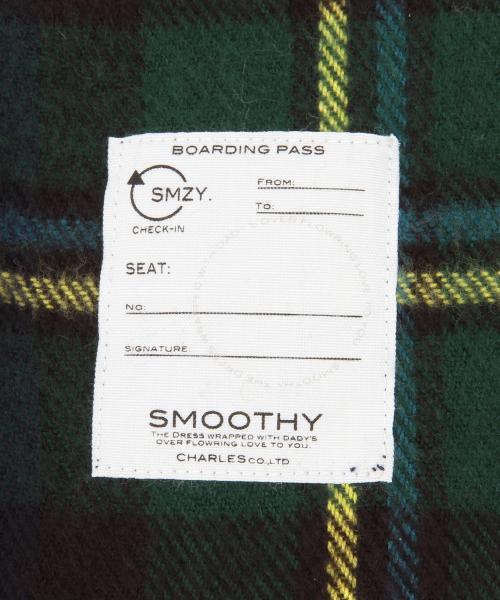 BOARDING PASS
SMZY.
CHECK-IN
FROM:
TO:
SEAT:
NO:
SIGNATURE:
SMOOTHY
THE DRESS WRAPPED WITH DADY'S
OVER FLOWRING LOVE TO YOU.
CHARLES CO.,LTD